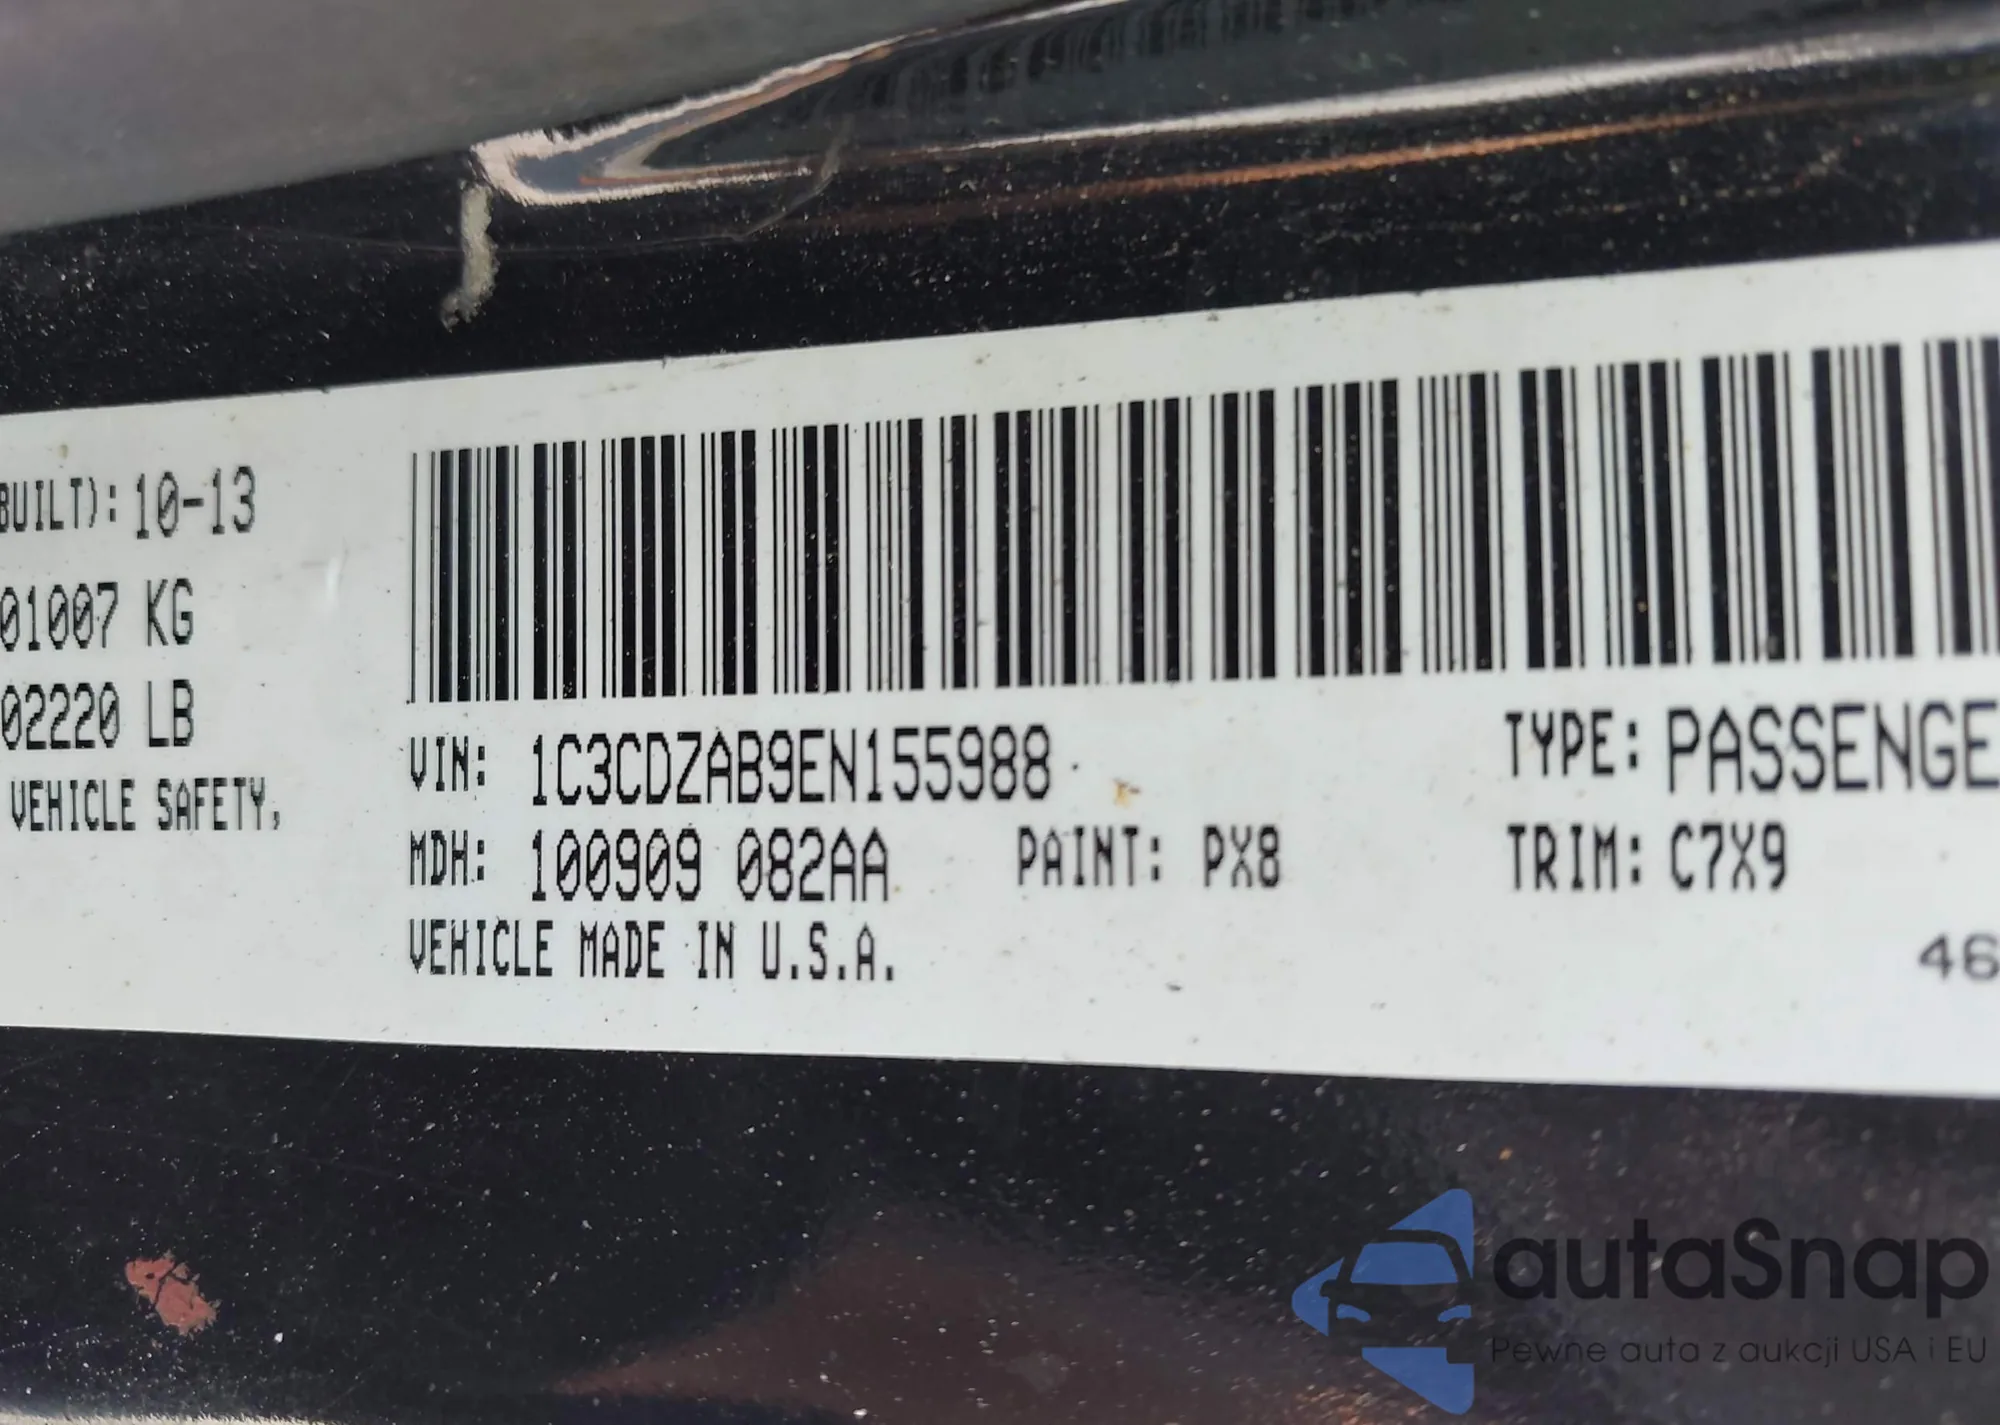 BUILT): 10-13
01007 KG
02220 LB
VEHICLE SAFETY,
VIN: 1C3CDZAB9EN155988
TYPE: PASSENGE
MDH: 100909 082AA PAINT: PX8 TRIM: C7X9
VEHICLE MADE IN U.S.A.
46
autaSnap
Pewne auta z aukcji USA i EU